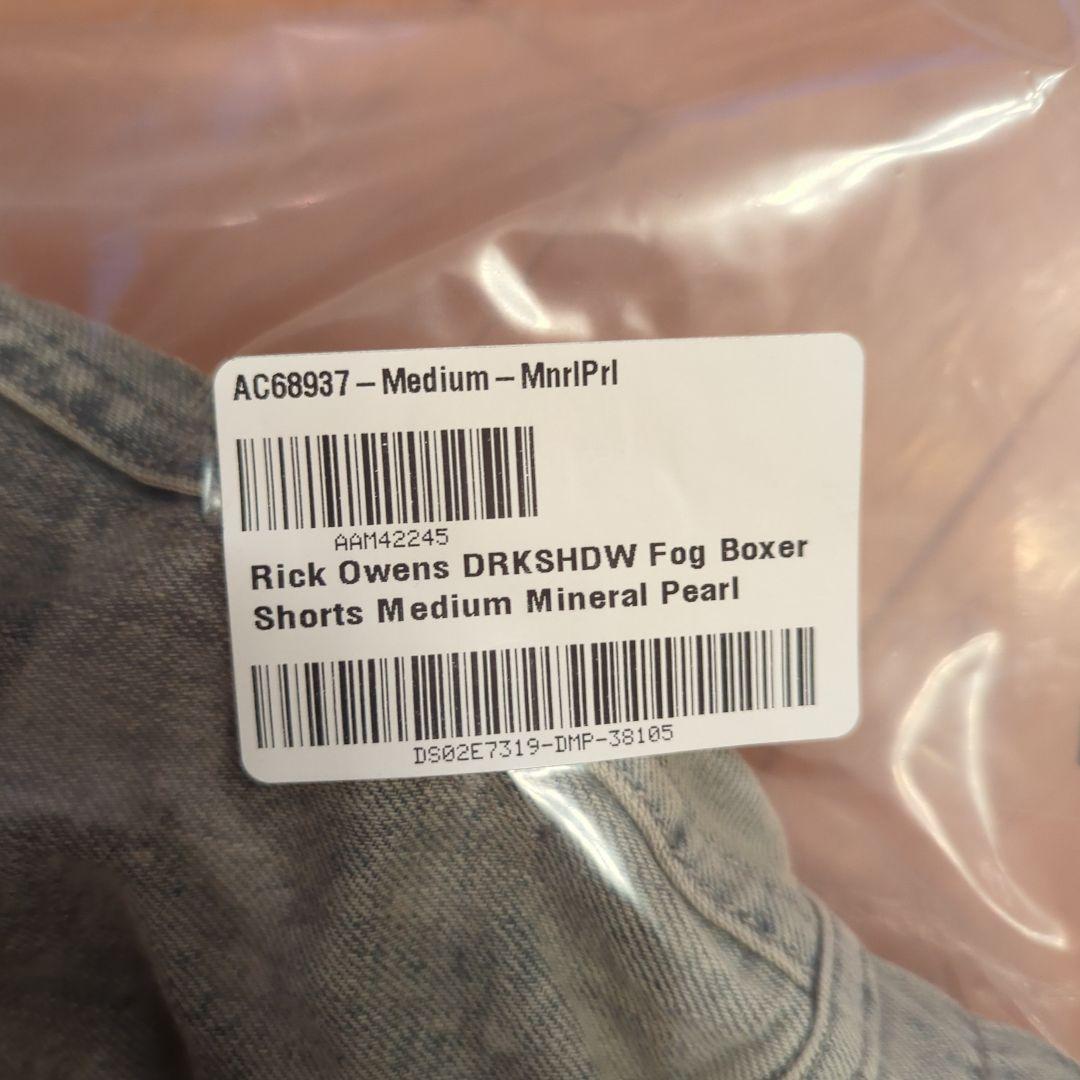 AC68937 – Medium – MnrlPrl
AAM42245
Rick Owens DRKSHDW Fog Boxer
Shorts Medium Mineral Pearl
DS02E7319-DMP-38105